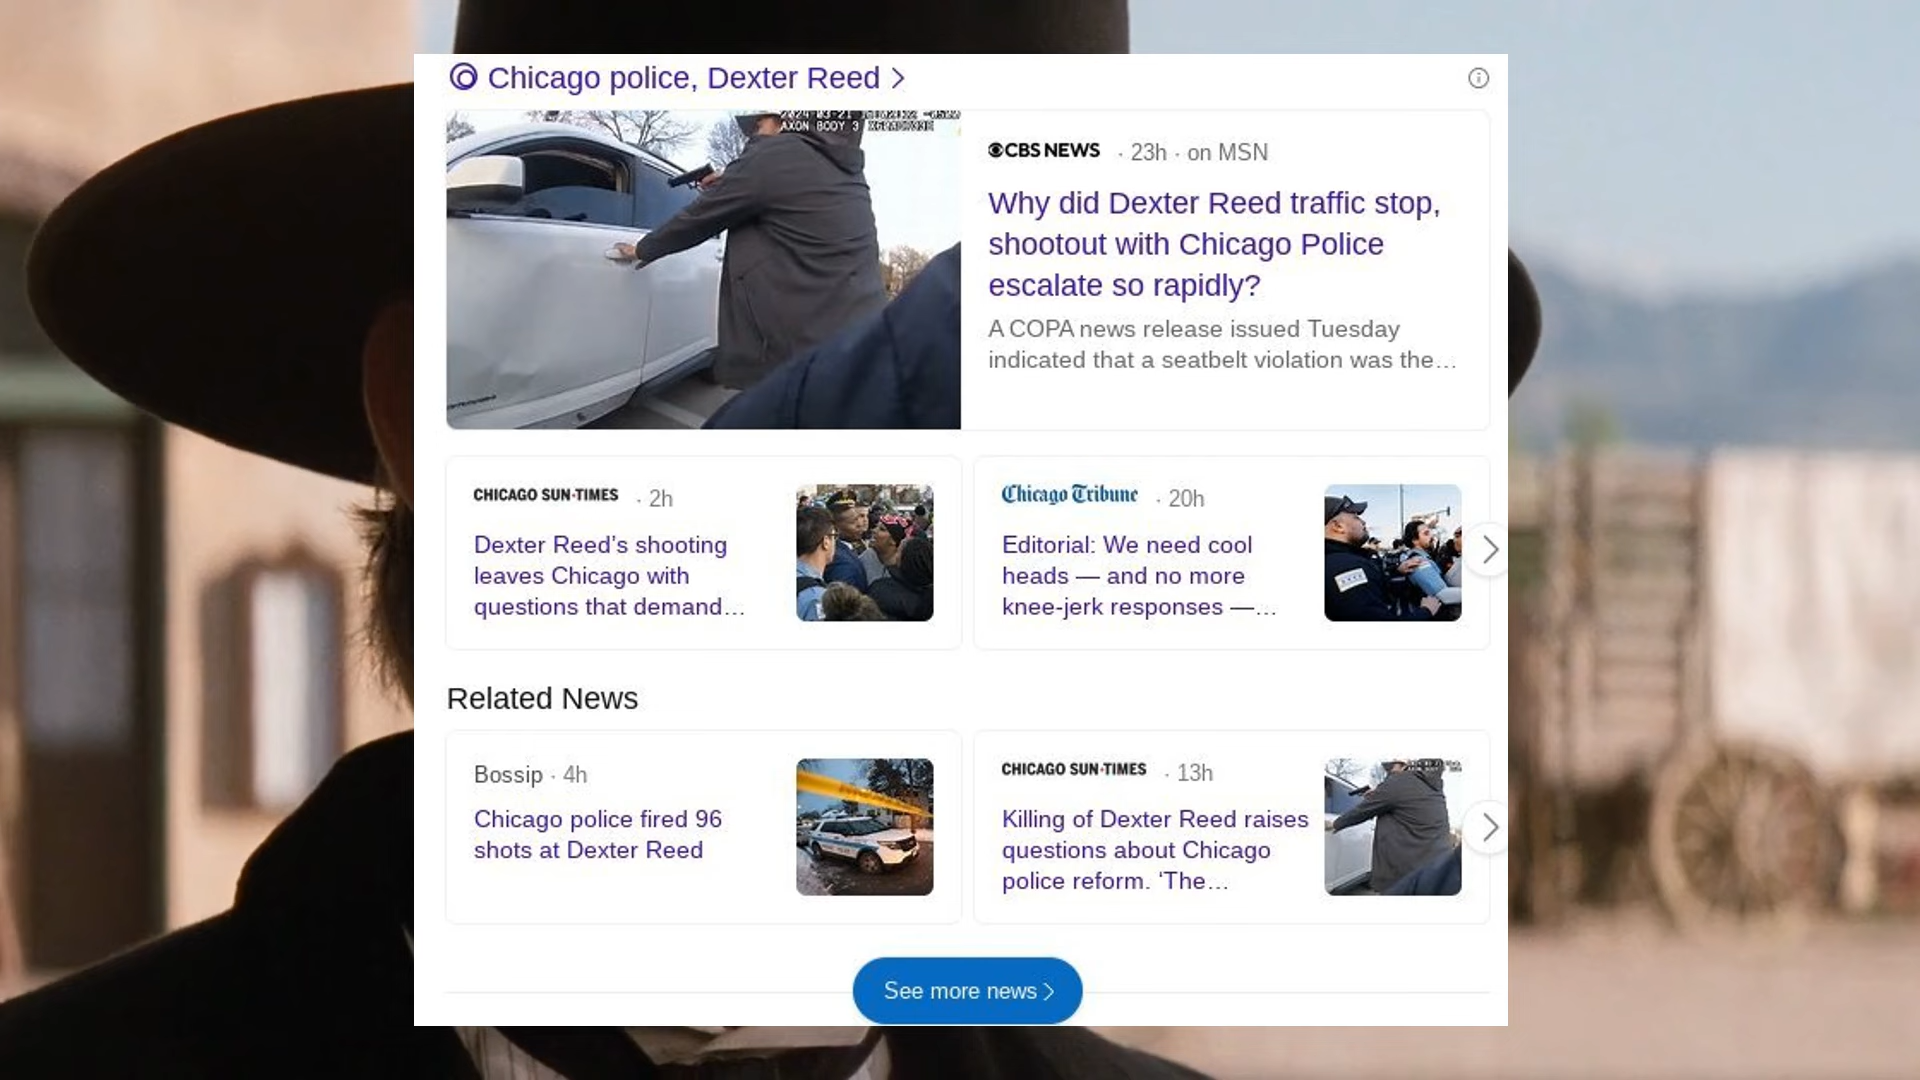 Chicago police, Dexter Reed
AXON BODY 3
CBS NEWS · 23h · on MSN
Why did Dexter Reed traffic stop,
shootout with Chicago Police
escalate so rapidly?
A COPA news release issued Tuesday
indicated that a seatbelt violation was the…
CHICAGO SUN·TIMES · 2h
Dexter Reed’s shooting
leaves Chicago with
questions that demand…
Chicago Tribune · 20h
Editorial: We need cool
heads — and no more
knee-jerk responses —…
Related News
Bossip · 4h
Chicago police fired 96
shots at Dexter Reed
CHICAGO SUN·TIMES · 13h
Killing of Dexter Reed raises
questions about Chicago
police reform. ‘The…
See more news